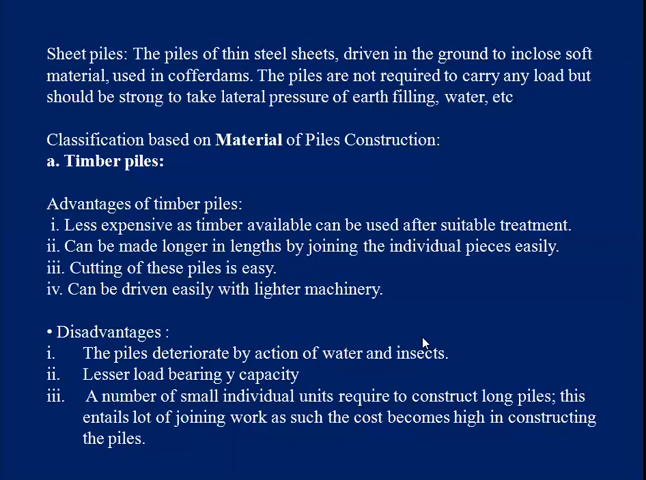 Sheet piles: The piles of thin steel sheets, driven in the ground to inclose soft
material, used in cofferdams. The piles are not required to carry any load but
should be strong to take lateral pressure of earth filling, water, etc
Classification based on Material of Piles Construction:
a. Timber piles:
Advantages of timber piles:
i. Less expensive as timber available can be used after suitable treatment.
ii. Can be made longer in lengths by joining the individual pieces easily.
iii. Cutting of these piles is easy.
iv. Can be driven easily with lighter machinery.
• Disadvantages :
i. The piles deteriorate by action of water and insects.
ii. Lesser load bearing y capacity
iii. A number of small individual units require to construct long piles; this
entails lot of joining work as such the cost becomes high in constructing
the piles.